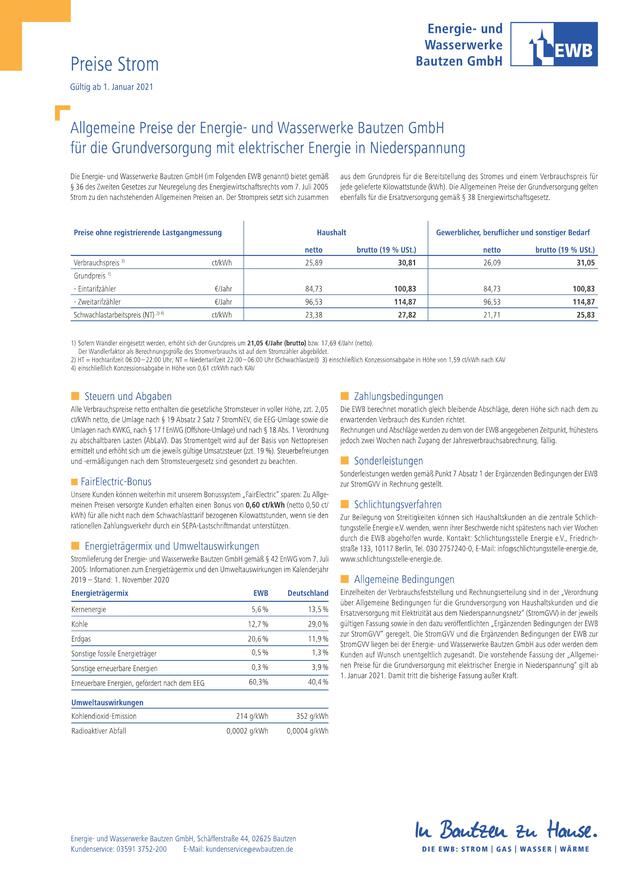 Energie- und
Wasserwerke
Bautzen GmbH
EWB
Preise Strom
Gültig ab 1. Januar 2021
Allgemeine Preise der Energie- und Wasserwerke Bautzen GmbH
für die Grundversorgung mit elektrischer Energie in Niederspannung
Die Energie- und Wasserwerke Bautzen GmbH (im Folgenden EWB genannt) bietet gemäß
§ 36 des Zweiten Gesetzes zur Neuregelung des Energiewirtschaftsrechts vom 7. Juli 2005
Strom zu den nachstehenden Allgemeinen Preisen an. Der Strompreis setzt sich zusammen
aus dem Grundpreis für die Bereitstellung des Stromes und einem Verbrauchspreis für
jede gelieferte Kilowattstunde (kWh). Die Allgemeinen Preise der Grundversorgung gelten
ebenfalls für die Ersatzversorgung gemäß § 38 Energiewirtschaftsgesetz.
Preise ohne registrierende Lastgangmessung Haushalt Gewerblicher, beruflicher und sonstiger Bedarf
netto brutto (19 % USt.) netto brutto (19 % USt.)
Verbrauchspreis 3) ct/kWh 25,89 30,81 26,09 31,05
Grundpreis 1)
- Eintarifzähler €/Jahr 84,73 100,83 84,73 100,83
- Zweitarifzähler €/Jahr 96,53 114,87 96,53 114,87
Schwachlastarbeitspreis (NT) 2) 4) ct/kWh 23,38 27,82 21,71 25,83
1) Sofern Wandler eingesetzt werden, erhöht sich der Grundpreis um 21,05 €/Jahr (brutto) bzw. 17,69 €/Jahr (netto).
Der Wandlerfaktor als Berechnungsgröße des Stromverbrauchs ist auf dem Stromzähler abgebildet.
2) HT = Hochtarifzeit 06:00–22:00 Uhr; NT = Niedertarifzeit 22:00–06:00 Uhr (Schwachlastzeit) 3) einschließlich Konzessionsabgabe in Höhe von 1,59 ct/kWh nach KAV
4) einschließlich Konzessionsabgabe in Höhe von 0,61 ct/kWh nach KAV
Steuern und Abgaben
Alle Verbrauchspreise netto enthalten die gesetzliche Stromsteuer in voller Höhe, zzt. 2,05
ct/kWh netto, die Umlage nach § 19 Absatz 2 Satz 7 StromNEV, die EEG-Umlage sowie die
Umlagen nach KWKG, nach § 17 f EnWG (Offshore-Umlage) und nach § 18 Abs. 1 Verordnung
zu abschaltbaren Lasten (AbLaV). Das Stromentgelt wird auf der Basis von Nettopreisen
ermittelt und erhöht sich um die jeweils gültige Umsatzsteuer (zzt. 19 %). Steuerbefreiungen
und -ermäßigungen nach dem Stromsteuergesetz sind gesondert zu beachten.
FairElectric-Bonus
Unsere Kunden können weiterhin mit unserem Bonussystem „FairElectric“ sparen: Zu Allge-
meinen Preisen versorgte Kunden erhalten einen Bonus von 0,60 ct/kWh (netto 0,50 ct/
kWh) für alle nicht nach dem Schwachlasttarif bezogenen Kilowattstunden, wenn sie den
rationellen Zahlungsverkehr durch ein SEPA-Lastschriftmandat unterstützen.
Energieträgermix und Umweltauswirkungen
Stromlieferung der Energie- und Wasserwerke Bautzen GmbH gemäß § 42 EnWG vom 7. Juli
2005: Informationen zum Energieträgermix und den Umweltauswirkungen im Kalenderjahr
2019 – Stand: 1. November 2020
Energieträgermix EWB Deutschland
Kernenergie 5,6 % 13,5 %
Kohle 12,7 % 29,0 %
Erdgas 20,6 % 11,9 %
Sonstige fossile Energieträger 0,5 % 1,3 %
Sonstige erneuerbare Energien 0,3 % 3,9 %
Erneuerbare Energien, gefördert nach dem EEG 60,3% 40,4 %
Umweltauswirkungen
Kohlendioxid-Emission 214 g/kWh 352 g/kWh
Radioaktiver Abfall 0,0002 g/kWh 0,0004 g/kWh
Zahlungsbedingungen
Die EWB berechnet monatlich gleich bleibende Abschläge, deren Höhe sich nach dem zu
erwartenden Verbrauch des Kunden richtet.
Rechnungen und Abschläge werden zu dem von der EWB angegebenen Zeitpunkt, frühestens
jedoch zwei Wochen nach Zugang der Jahresverbrauchsabrechnung, fällig.
Sonderleistungen
Sonderleistungen werden gemäß Punkt 7 Absatz 1 der Ergänzenden Bedingungen der EWB
zur StromGVV in Rechnung gestellt.
Schlichtungsverfahren
Zur Beilegung von Streitigkeiten können sich Haushaltskunden an die zentrale Schlich-
tungsstelle Energie e.V. wenden, wenn ihrer Beschwerde nicht spätestens nach vier Wochen
durch die EWB abgeholfen wurde. Kontakt: Schlichtungsstelle Energie e.V., Friedrich-
straße 133, 10117 Berlin, Tel. 030 2757240-0, E-Mail: info@schlichtungsstelle-energie.de,
www.schlichtungsstelle-energie.de.
Allgemeine Bedingungen
Einzelheiten der Verbrauchsfeststellung und Rechnungserteilung sind in der „Verordnung
über Allgemeine Bedingungen für die Grundversorgung von Haushaltskunden und die
Ersatzversorgung mit Elektrizität aus dem Niederspannungsnetz“ (StromGVV) in der jeweils
gültigen Fassung sowie in den dazu veröffentlichten „Ergänzenden Bedingungen der EWB
zur StromGVV“ geregelt. Die StromGVV und die Ergänzenden Bedingungen der EWB zur
StromGVV liegen bei der Energie- und Wasserwerke Bautzen GmbH aus oder werden dem
Kunden auf Wunsch unentgeltlich zugesandt. Die vorstehende Fassung der „Allgemei-
nen Preise für die Grundversorgung mit elektrischer Energie in Niederspannung“ gilt ab
1. Januar 2021. Damit tritt die bisherige Fassung außer Kraft.
Energie- und Wasserwerke Bautzen GmbH, Schäfferstraße 44, 02625 Bautzen
Kundenservice: 03591 3752-200 E-Mail: kundenservice@ewbautzen.de
In Bautzen zu Hause.
DIE EWB: STROM | GAS | WASSER | WÄRME